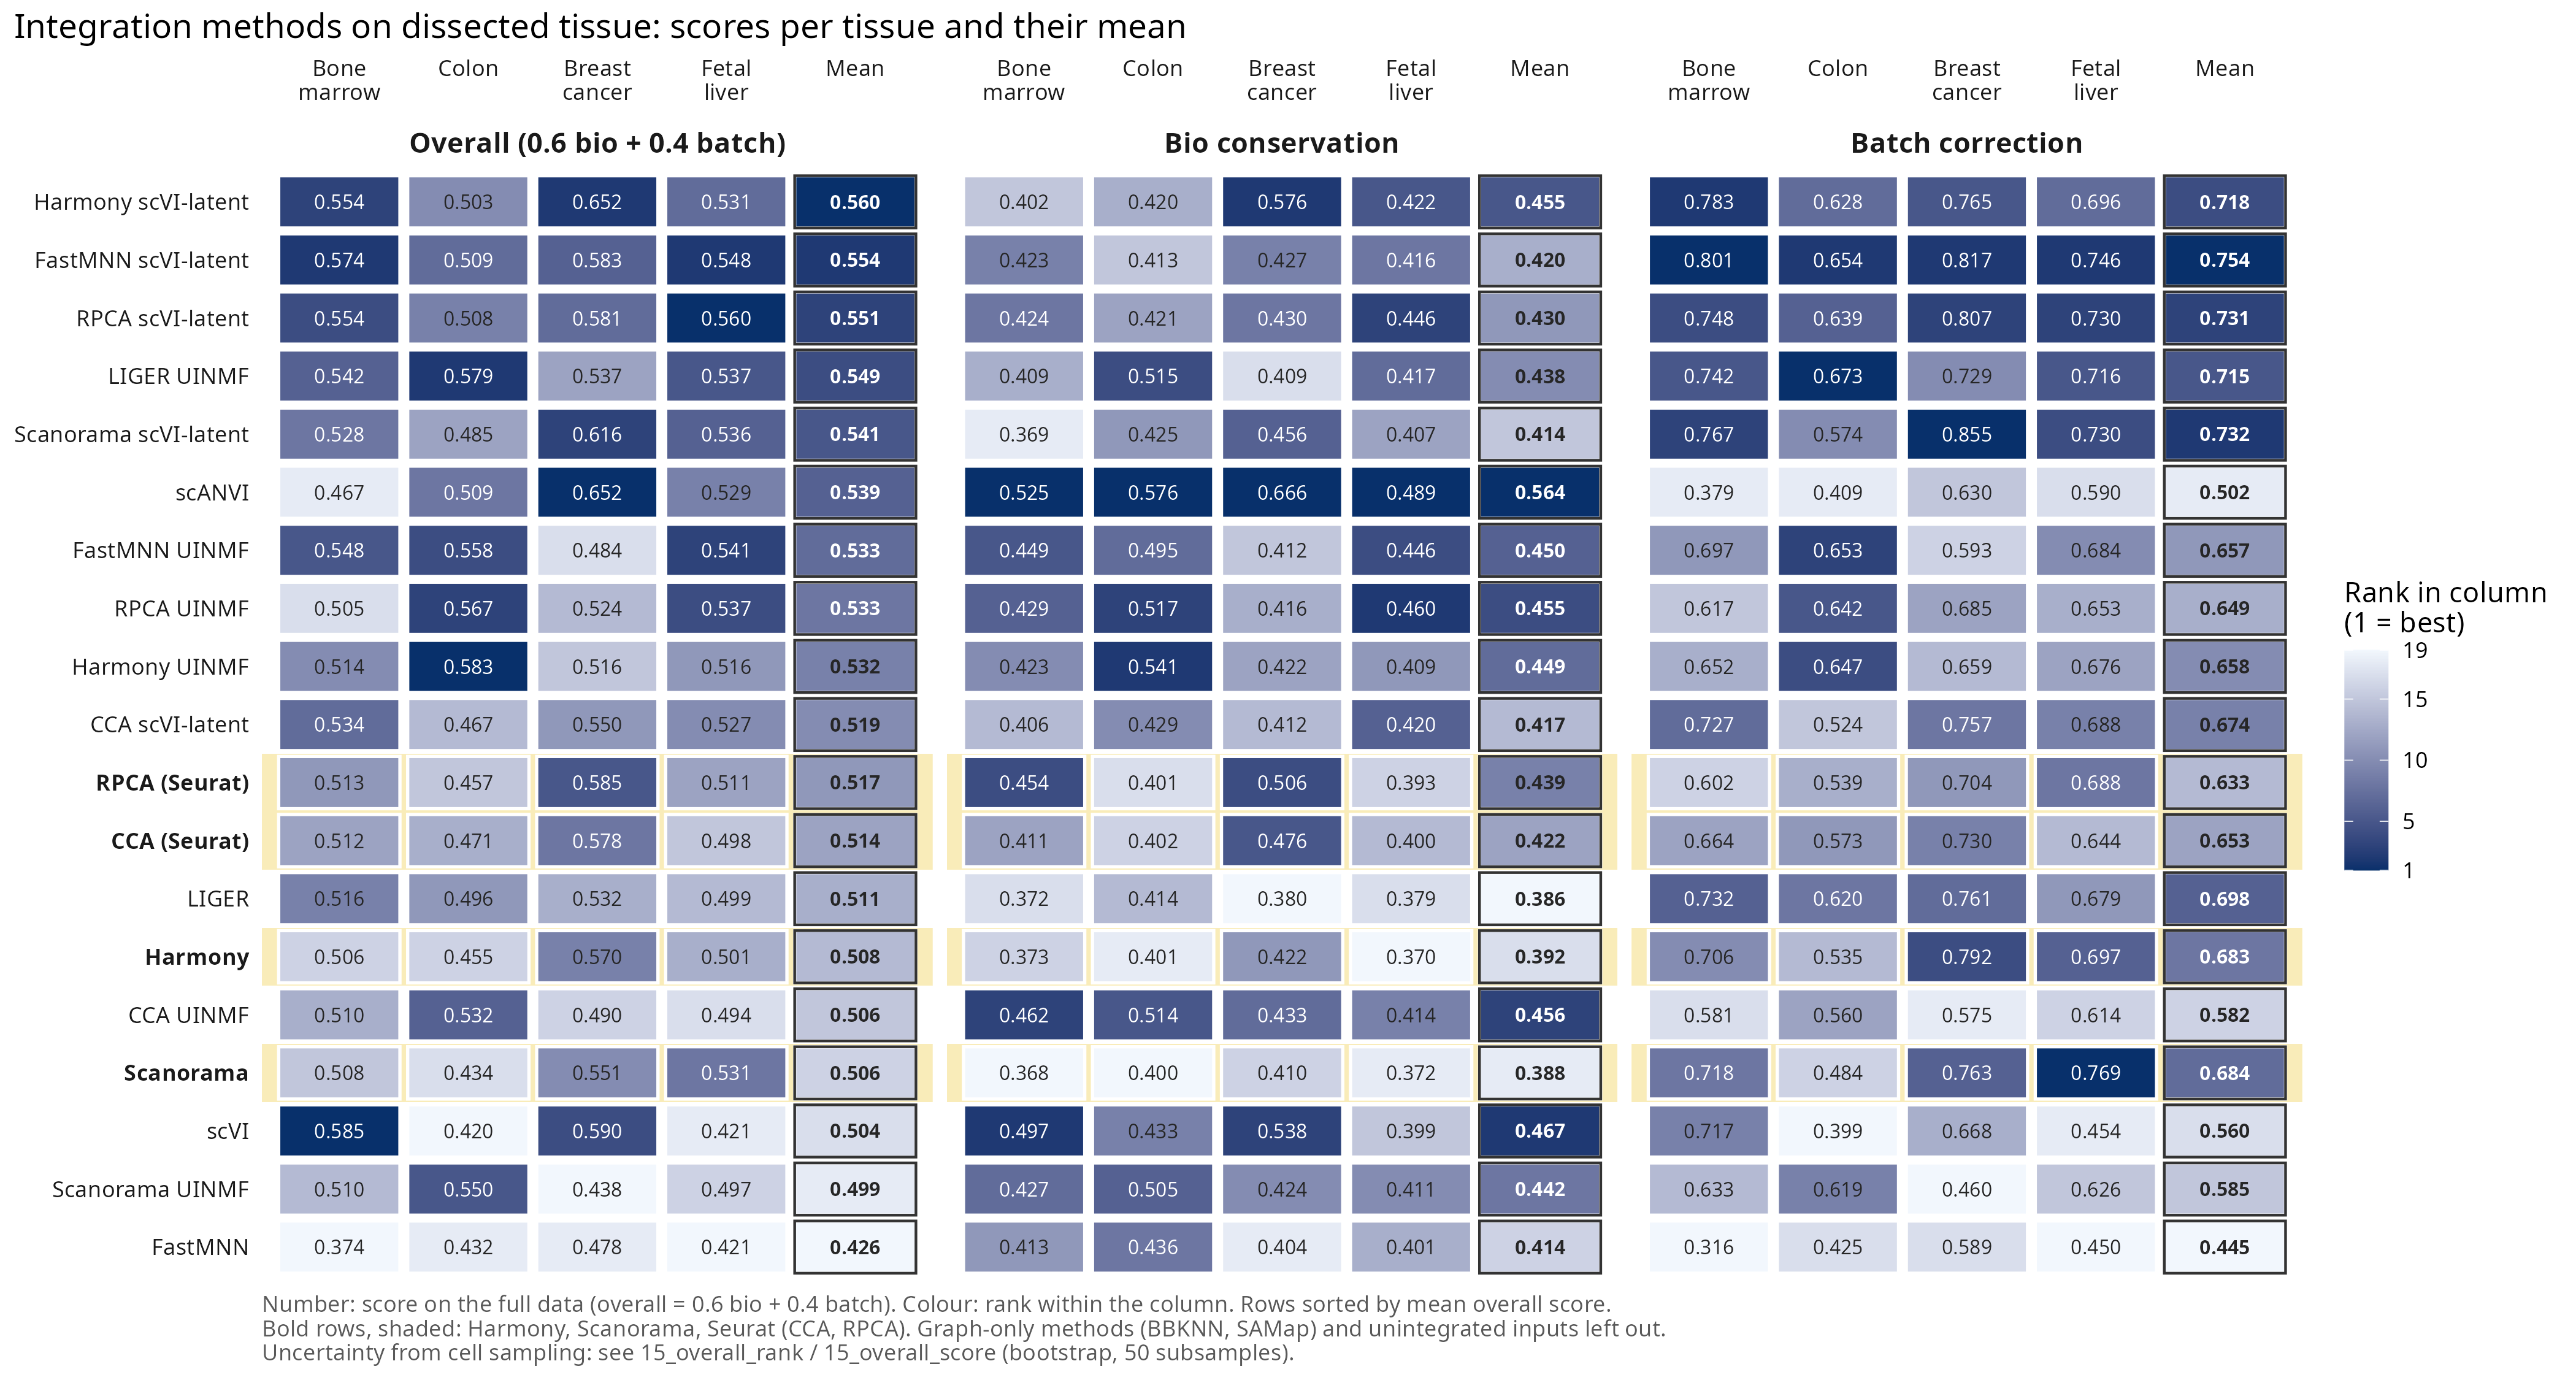 Integration methods on dissected tissue: scores per tissue and their mean
Bone marrow Colon Breast cancer Fetal liver Mean Bone marrow Colon Breast cancer Fetal liver Mean Bone marrow Colon Breast cancer Fetal liver Mean
Overall (0.6 bio + 0.4 batch) Bio conservation Batch correction
Harmony scVI-latent 0.554 0.503 0.652 0.531 0.560 0.402 0.420 0.576 0.422 0.455 0.783 0.628 0.765 0.696 0.718
FastMNN scVI-latent 0.574 0.509 0.583 0.548 0.554 0.423 0.413 0.427 0.416 0.420 0.801 0.654 0.817 0.746 0.754
RPCA scVI-latent 0.554 0.508 0.581 0.560 0.551 0.424 0.421 0.430 0.446 0.430 0.748 0.639 0.807 0.730 0.731
LIGER UINMF 0.542 0.579 0.537 0.537 0.549 0.409 0.515 0.409 0.417 0.438 0.742 0.673 0.729 0.716 0.715
Scanorama scVI-latent 0.528 0.485 0.616 0.536 0.541 0.369 0.425 0.456 0.407 0.414 0.767 0.574 0.855 0.730 0.732
scANVI 0.467 0.509 0.652 0.529 0.539 0.525 0.576 0.666 0.489 0.564 0.379 0.409 0.630 0.590 0.502
FastMNN UINMF 0.548 0.558 0.484 0.541 0.533 0.449 0.495 0.412 0.446 0.450 0.697 0.653 0.593 0.684 0.657
RPCA UINMF 0.505 0.567 0.524 0.537 0.533 0.429 0.517 0.416 0.460 0.455 0.617 0.642 0.685 0.653 0.649
Harmony UINMF 0.514 0.583 0.516 0.516 0.532 0.423 0.541 0.422 0.409 0.449 0.652 0.647 0.659 0.676 0.658
CCA scVI-latent 0.534 0.467 0.550 0.527 0.519 0.406 0.429 0.412 0.420 0.417 0.727 0.524 0.757 0.688 0.674
RPCA (Seurat) 0.513 0.457 0.585 0.511 0.517 0.454 0.401 0.506 0.393 0.439 0.602 0.539 0.704 0.688 0.633
CCA (Seurat) 0.512 0.471 0.578 0.498 0.514 0.411 0.402 0.476 0.400 0.422 0.664 0.573 0.730 0.644 0.653
LIGER 0.516 0.496 0.532 0.499 0.511 0.372 0.414 0.380 0.379 0.386 0.732 0.620 0.761 0.679 0.698
Harmony 0.506 0.455 0.570 0.501 0.508 0.373 0.401 0.422 0.370 0.392 0.706 0.535 0.792 0.697 0.683
CCA UINMF 0.510 0.532 0.490 0.494 0.506 0.462 0.514 0.433 0.414 0.456 0.581 0.560 0.575 0.614 0.582
Scanorama 0.508 0.434 0.551 0.531 0.506 0.368 0.400 0.410 0.372 0.388 0.718 0.484 0.763 0.769 0.684
scVI 0.585 0.420 0.590 0.421 0.504 0.497 0.433 0.538 0.399 0.467 0.717 0.399 0.668 0.454 0.560
Scanorama UINMF 0.510 0.550 0.438 0.497 0.499 0.427 0.505 0.424 0.411 0.442 0.633 0.619 0.460 0.626 0.585
FastMNN 0.374 0.432 0.478 0.421 0.426 0.413 0.436 0.404 0.401 0.414 0.316 0.425 0.589 0.450 0.445
Rank in column
(1 = best)
19
15
10
5
1
Number: score on the full data (overall = 0.6 bio + 0.4 batch). Colour: rank within the column. Rows sorted by mean overall score.
Bold rows, shaded: Harmony, Scanorama, Seurat (CCA, RPCA). Graph-only methods (BBKNN, SAMap) and unintegrated inputs left out.
Uncertainty from cell sampling: see 15_overall_rank / 15_overall_score (bootstrap, 50 subsamples).